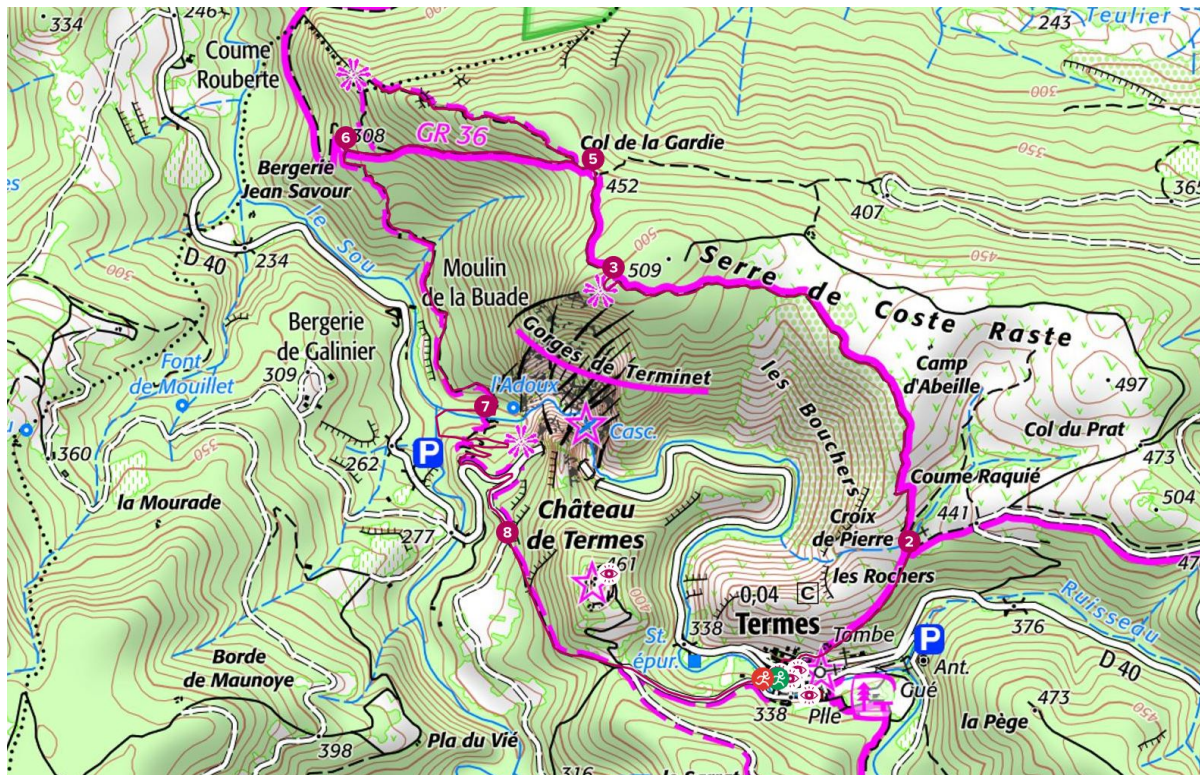 334
246
Coume
Rouberte
243
Teulier
300
6
308
GR 36
5
Col de la Gardie
Bergerie
Jean Savour
452
350
365
407
le Sou
D 40
234
300
Moulin
de la Buade
500
3
509
Serre de Coste Raste
450
Bergerie
de Galinier
Font
de Mouillet
309
Gorges de Terminet
l'Adoux
7
Casc.
les Bouchers
Camp
d'Abeille
497
Col du Prat
360
350
P
262
la Mourade
473
Coume Raquié
504
441
277
8
Château
de Termes
461
400
Croix
de Pierre
2
les Rochers
0,04
C
Termes
338
St.
épur.
Tombe
P
376
Ruisseau
Ant.
D 40
Gué
Borde
de Maunoye
338
Plle
473
la Pège
450
398
Pla du Vié
316